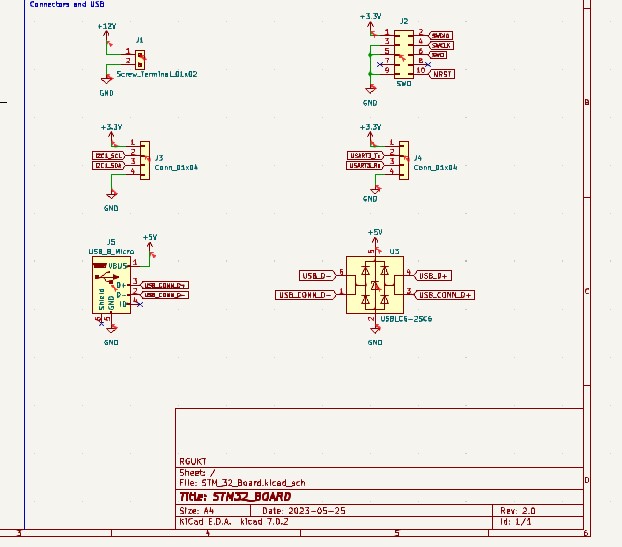 Connectors and USB
+12V
J1
1
2
Screw_Terminal_01x02
GND
+3.3V
J2
1 2 SWDIO
3 4 SWCLK
5 6 SWO
7 8
9 10 NRST
SWD
GND
B
+3.3V
J3
1
I2C1_SCL 2
I2C1_SDA 3
4
Conn_01x04
GND
+3.3V
J4
1
USART3_Tx 2
USART3_Rx 3
4
Conn_01x04
GND
J5
USB_B_Micro
+5V
VBUS 1
D+ 3 USB_CONN_D+
D- 2 USB_CONN_D-
ID 4
Shield
GND
6 5
GND
+5V
U3
5
USB_D- 6 4 USB_D+
USB_CONN_D- 1 3 USB_CONN_D+
2
USBLC6-2SC6
GND
C
RGUKT
Sheet: /
File: STM_32_Board.kicad_sch
Title: STM32_BOARD
Size: A4 Date: 2023-05-25 Rev: 2.0
KiCad E.D.A. kicad 7.0.2 Id: 1/1
D
3 4 5 6